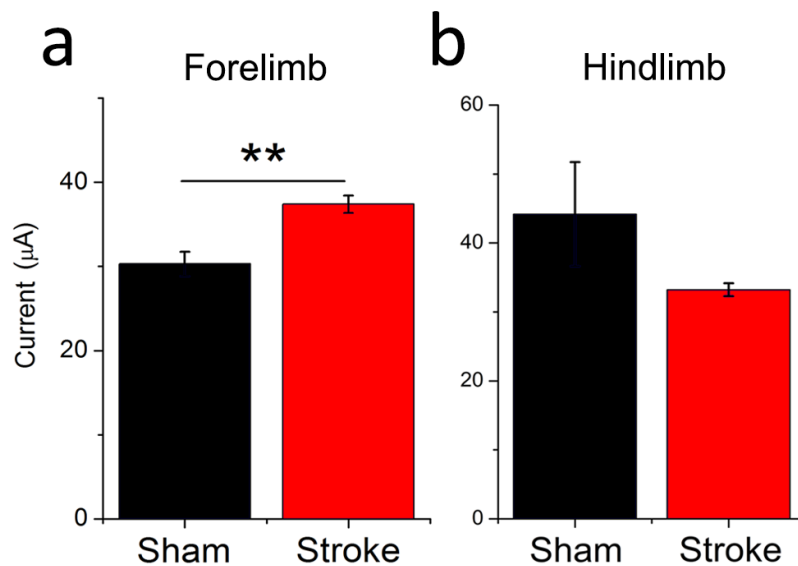 a
Forelimb
**
Current (μA)
40
20
0
Sham Stroke
b
Hindlimb
60
40
20
0
Sham Stroke